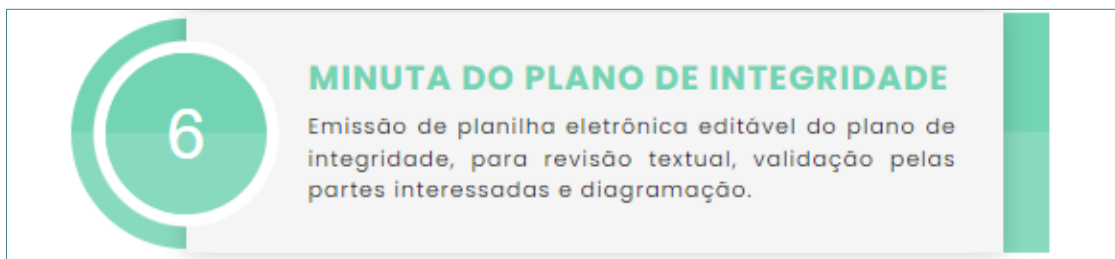 6
MINUTA DO PLANO DE INTEGRIDADE
Emissão de planilha eletrônica editável do plano de
integridade, para revisão textual, validação pelas
partes interessadas e diagramação.